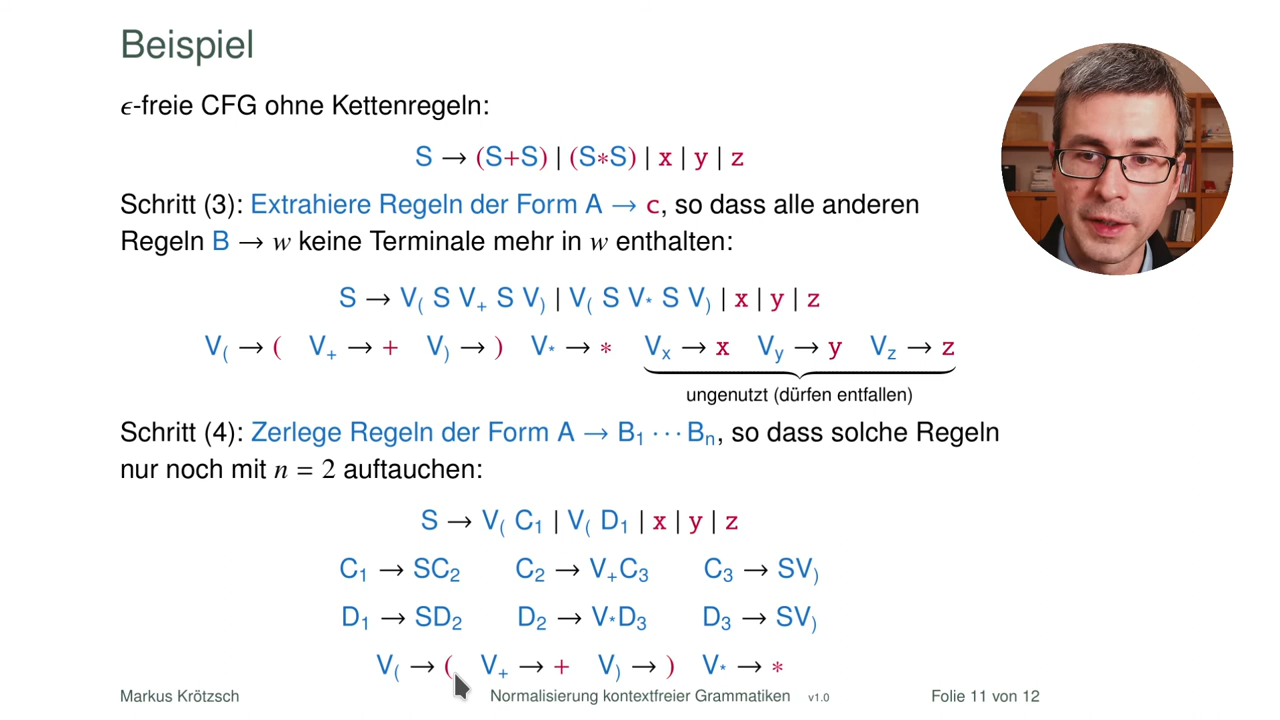 Beispiel
ϵ-freie CFG ohne Kettenregeln:
S → (S+S) | (S*S) | x | y | z
Schritt (3): Extrahiere Regeln der Form A → c, so dass alle anderen
Regeln B → w keine Terminale mehr in w enthalten:
S → V₍ S V₊ S V₎ | V₍ S V* S V₎ | x | y | z
V₍ → ( V₊ → + V₎ → ) V* → * Vₓ → x V_y → y V_z → z
ungenutzt (dürfen entfallen)
Schritt (4): Zerlege Regeln der Form A → B₁ ··· Bₙ, so dass solche Regeln
nur noch mit n = 2 auftauchen:
S → V₍ C₁ | V₍ D₁ | x | y | z
C₁ → SC₂ C₂ → V₊C₃ C₃ → SV₎
D₁ → SD₂ D₂ → V*D₃ D₃ → SV₎
V₍ → ( V₊ → + V₎ → ) V* → *
Markus Krötzsch Normalisierung kontextfreier Grammatiken v1.0 Folie 11 von 12